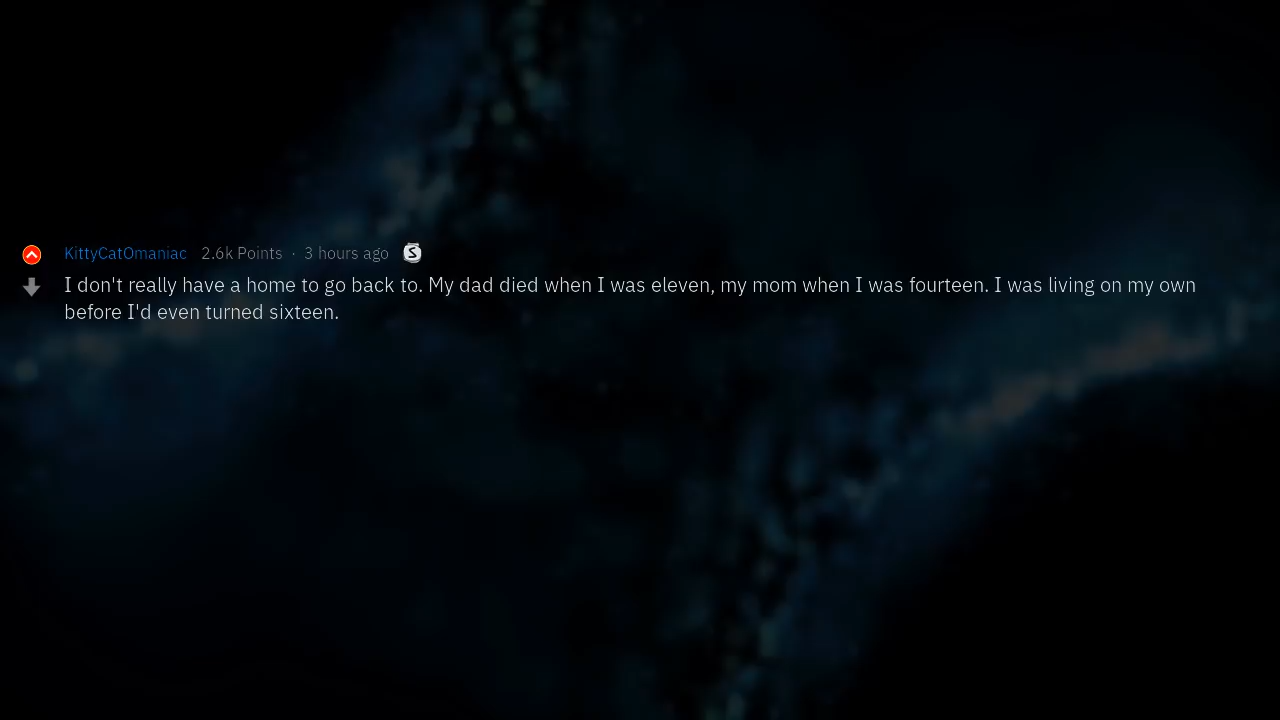 KittyCatOmaniac 2.6k Points · 3 hours ago S
I don't really have a home to go back to. My dad died when I was eleven, my mom when I was fourteen. I was living on my own
before I'd even turned sixteen.